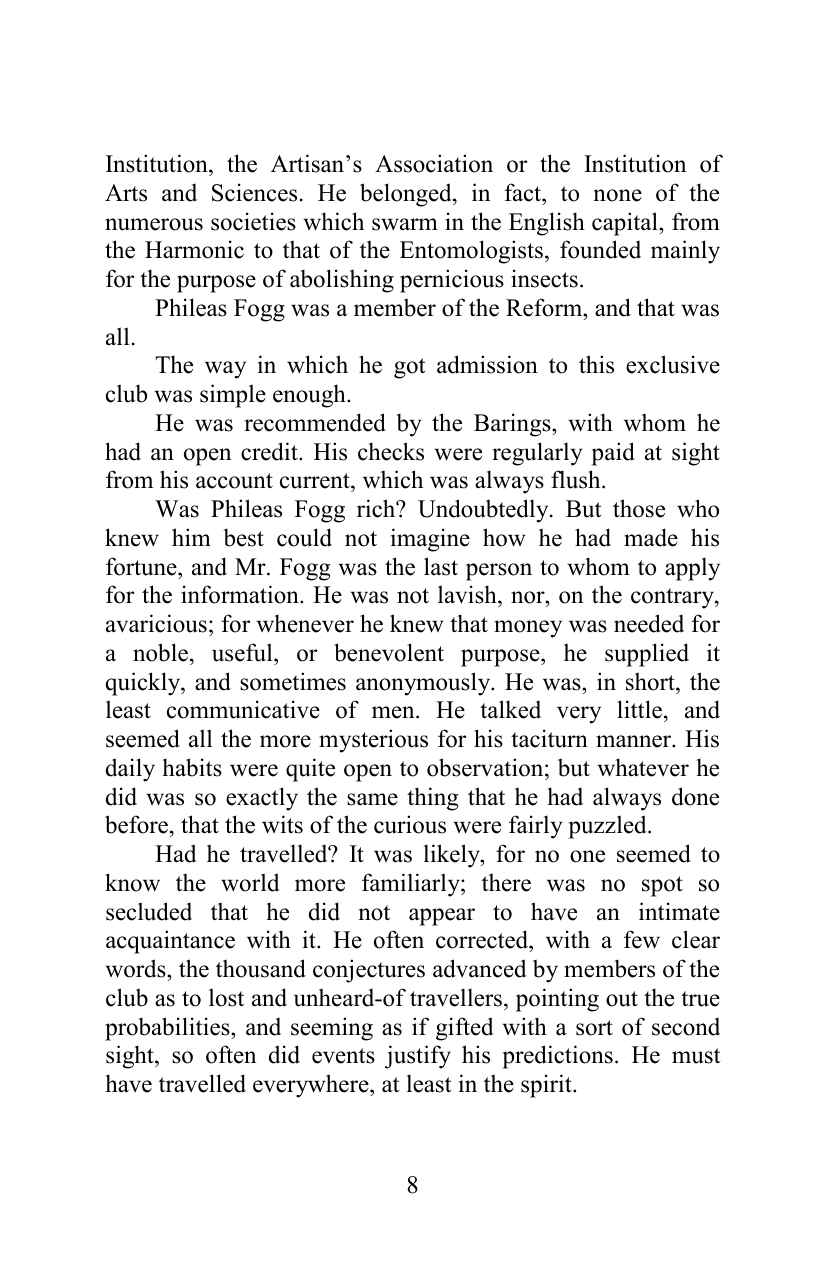 Institution, the Artisan’s Association or the Institution of
Arts and Sciences. He belonged, in fact, to none of the
numerous societies which swarm in the English capital, from
the Harmonic to that of the Entomologists, founded mainly
for the purpose of abolishing pernicious insects.
Phileas Fogg was a member of the Reform, and that was
all.
The way in which he got admission to this exclusive
club was simple enough.
He was recommended by the Barings, with whom he
had an open credit. His checks were regularly paid at sight
from his account current, which was always flush.
Was Phileas Fogg rich? Undoubtedly. But those who
knew him best could not imagine how he had made his
fortune, and Mr. Fogg was the last person to whom to apply
for the information. He was not lavish, nor, on the contrary,
avaricious; for whenever he knew that money was needed for
a noble, useful, or benevolent purpose, he supplied it
quickly, and sometimes anonymously. He was, in short, the
least communicative of men. He talked very little, and
seemed all the more mysterious for his taciturn manner. His
daily habits were quite open to observation; but whatever he
did was so exactly the same thing that he had always done
before, that the wits of the curious were fairly puzzled.
Had he travelled? It was likely, for no one seemed to
know the world more familiarly; there was no spot so
secluded that he did not appear to have an intimate
acquaintance with it. He often corrected, with a few clear
words, the thousand conjectures advanced by members of the
club as to lost and unheard-of travellers, pointing out the true
probabilities, and seeming as if gifted with a sort of second
sight, so often did events justify his predictions. He must
have travelled everywhere, at least in the spirit.
8